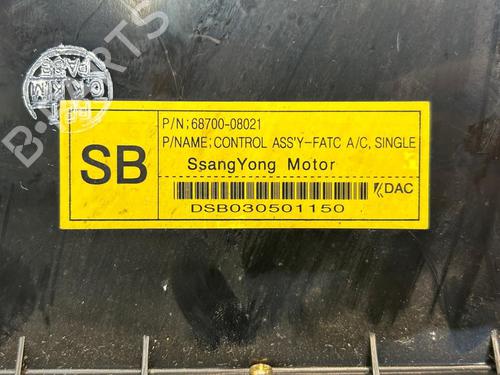 B-PARTS
SB
P/N;68700-08021
P/NAME;CONTROL ASS'Y-FATC A/C, SINGLE
SsangYong Motor
DAC
DSB030501150